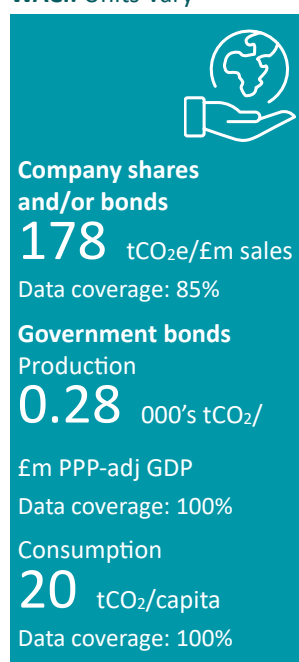 Company shares
and/or bonds
178 tCO₂e/£m sales
Data coverage: 85%
Government bonds
Production
0.28 000's tCO₂/
£m PPP-adj GDP
Data coverage: 100%
Consumption
20 tCO₂/capita
Data coverage: 100%